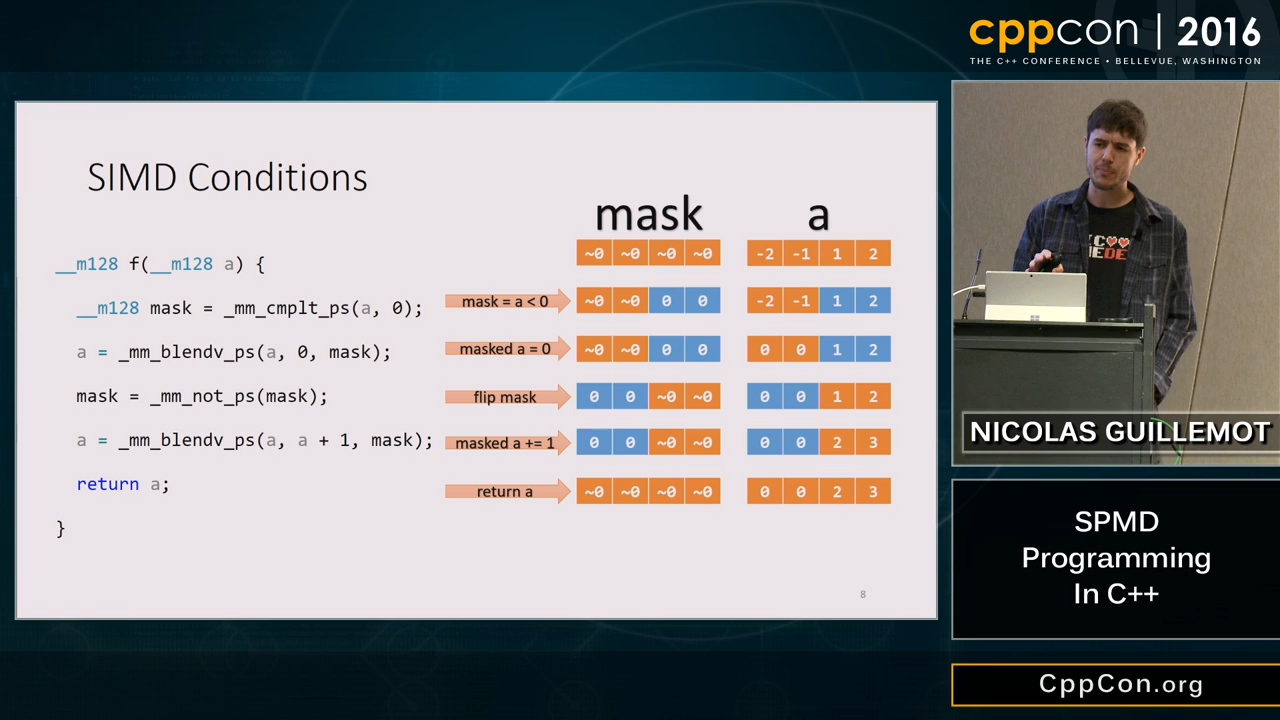 cppcon | 2016
THE C++ CONFERENCE • BELLEVUE, WASHINGTON
SIMD Conditions
mask a
~0 ~0 ~0 ~0 -2 -1 1 2
__m128 f(__m128 a) {
__m128 mask = _mm_cmplt_ps(a, 0);
mask = a < 0
~0 ~0 0 0 -2 -1 1 2
a = _mm_blendv_ps(a, 0, mask);
masked a = 0
~0 ~0 0 0 0 0 1 2
mask = _mm_not_ps(mask);
flip mask
0 0 ~0 ~0 0 0 1 2
a = _mm_blendv_ps(a, a + 1, mask);
masked a += 1
0 0 ~0 ~0 0 0 2 3
return a;
return a
~0 ~0 ~0 ~0 0 0 2 3
}
8
NICOLAS GUILLEMOT
SPMD
Programming
In C++
CppCon.org